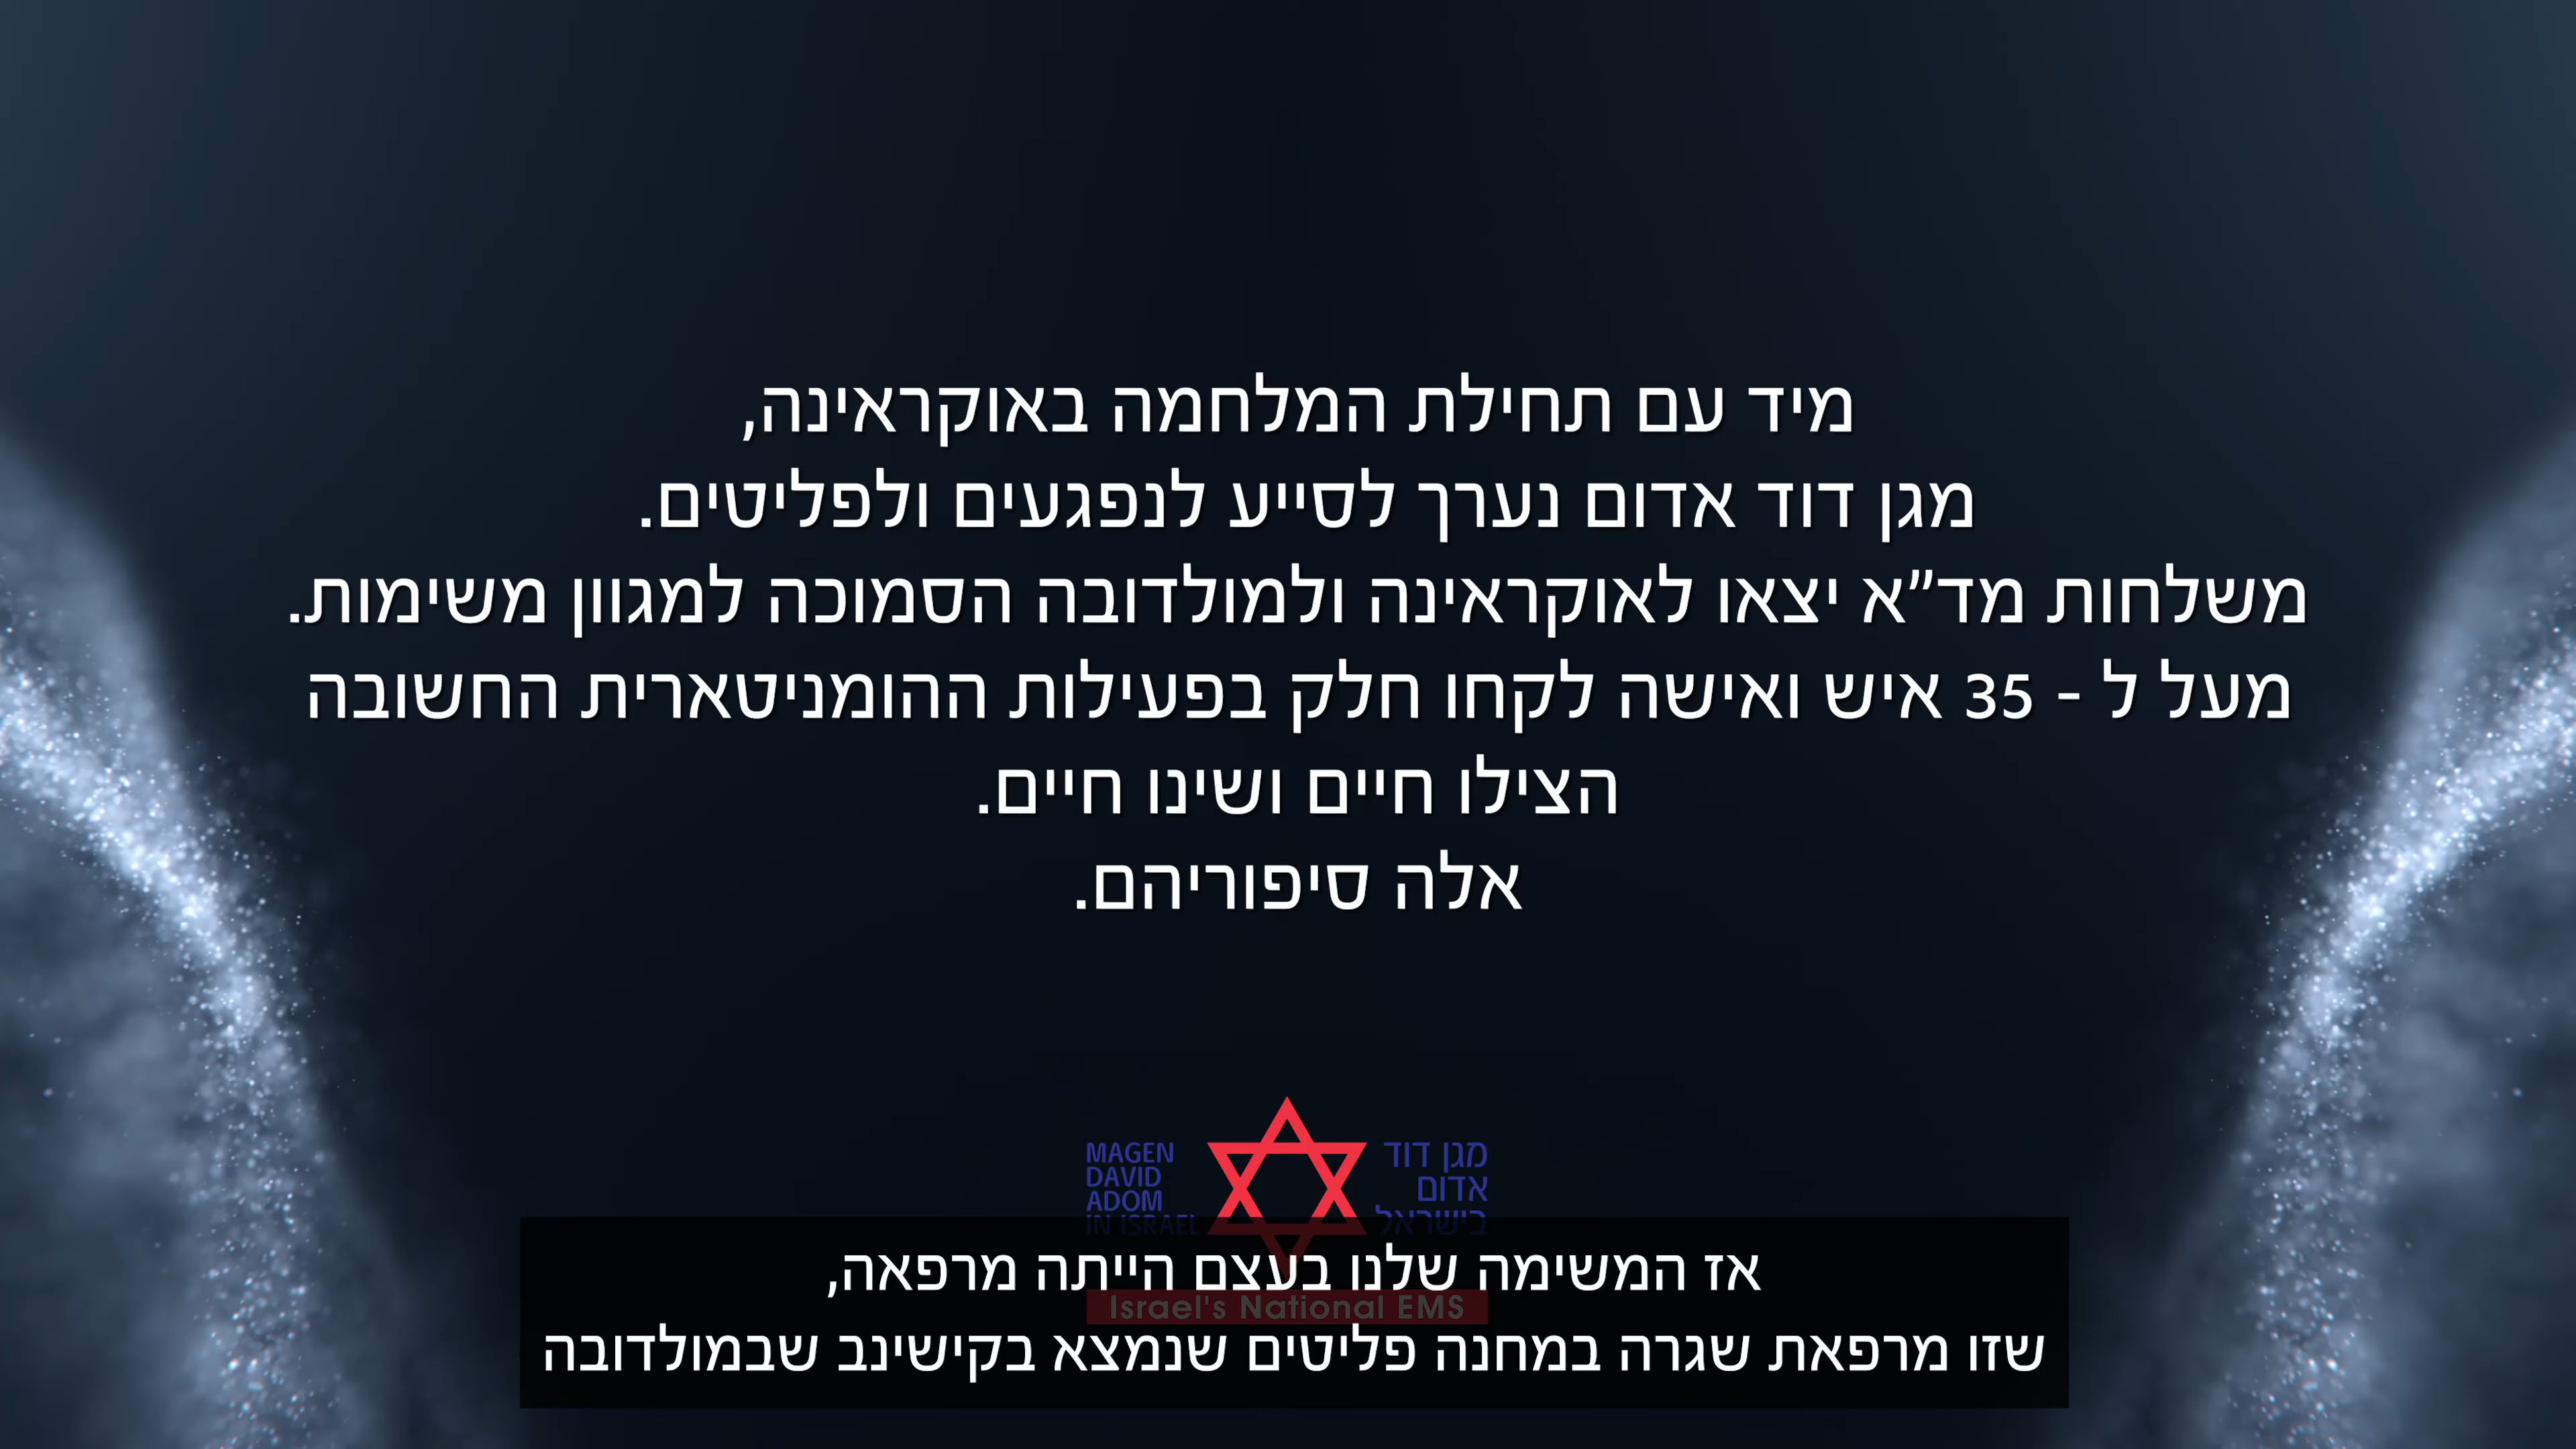 מיד עם תחילת המלחמה באוקראינה,
מגן דוד אדום נערך לסייע לנפגעים ולפליטים.
משלחות מד"א יצאו לאוקראינה ולמולדובה הסמוכה למגוון משימות.
מעל ל - 35 איש ואישה לקחו חלק בפעילות ההומניטארית החשובה
הצילו חיים ושינו חיים.
אלה סיפוריהם.
MAGEN
DAVID
ADOM
IN ISRAEL
מגן דוד
אדום
בישראל
Israel's National EMS
אז המשימה שלנו בעצם הייתה מרפאה,
שזו מרפאת שגרה במחנה פליטים שנמצא בקישינב שבמולדובה